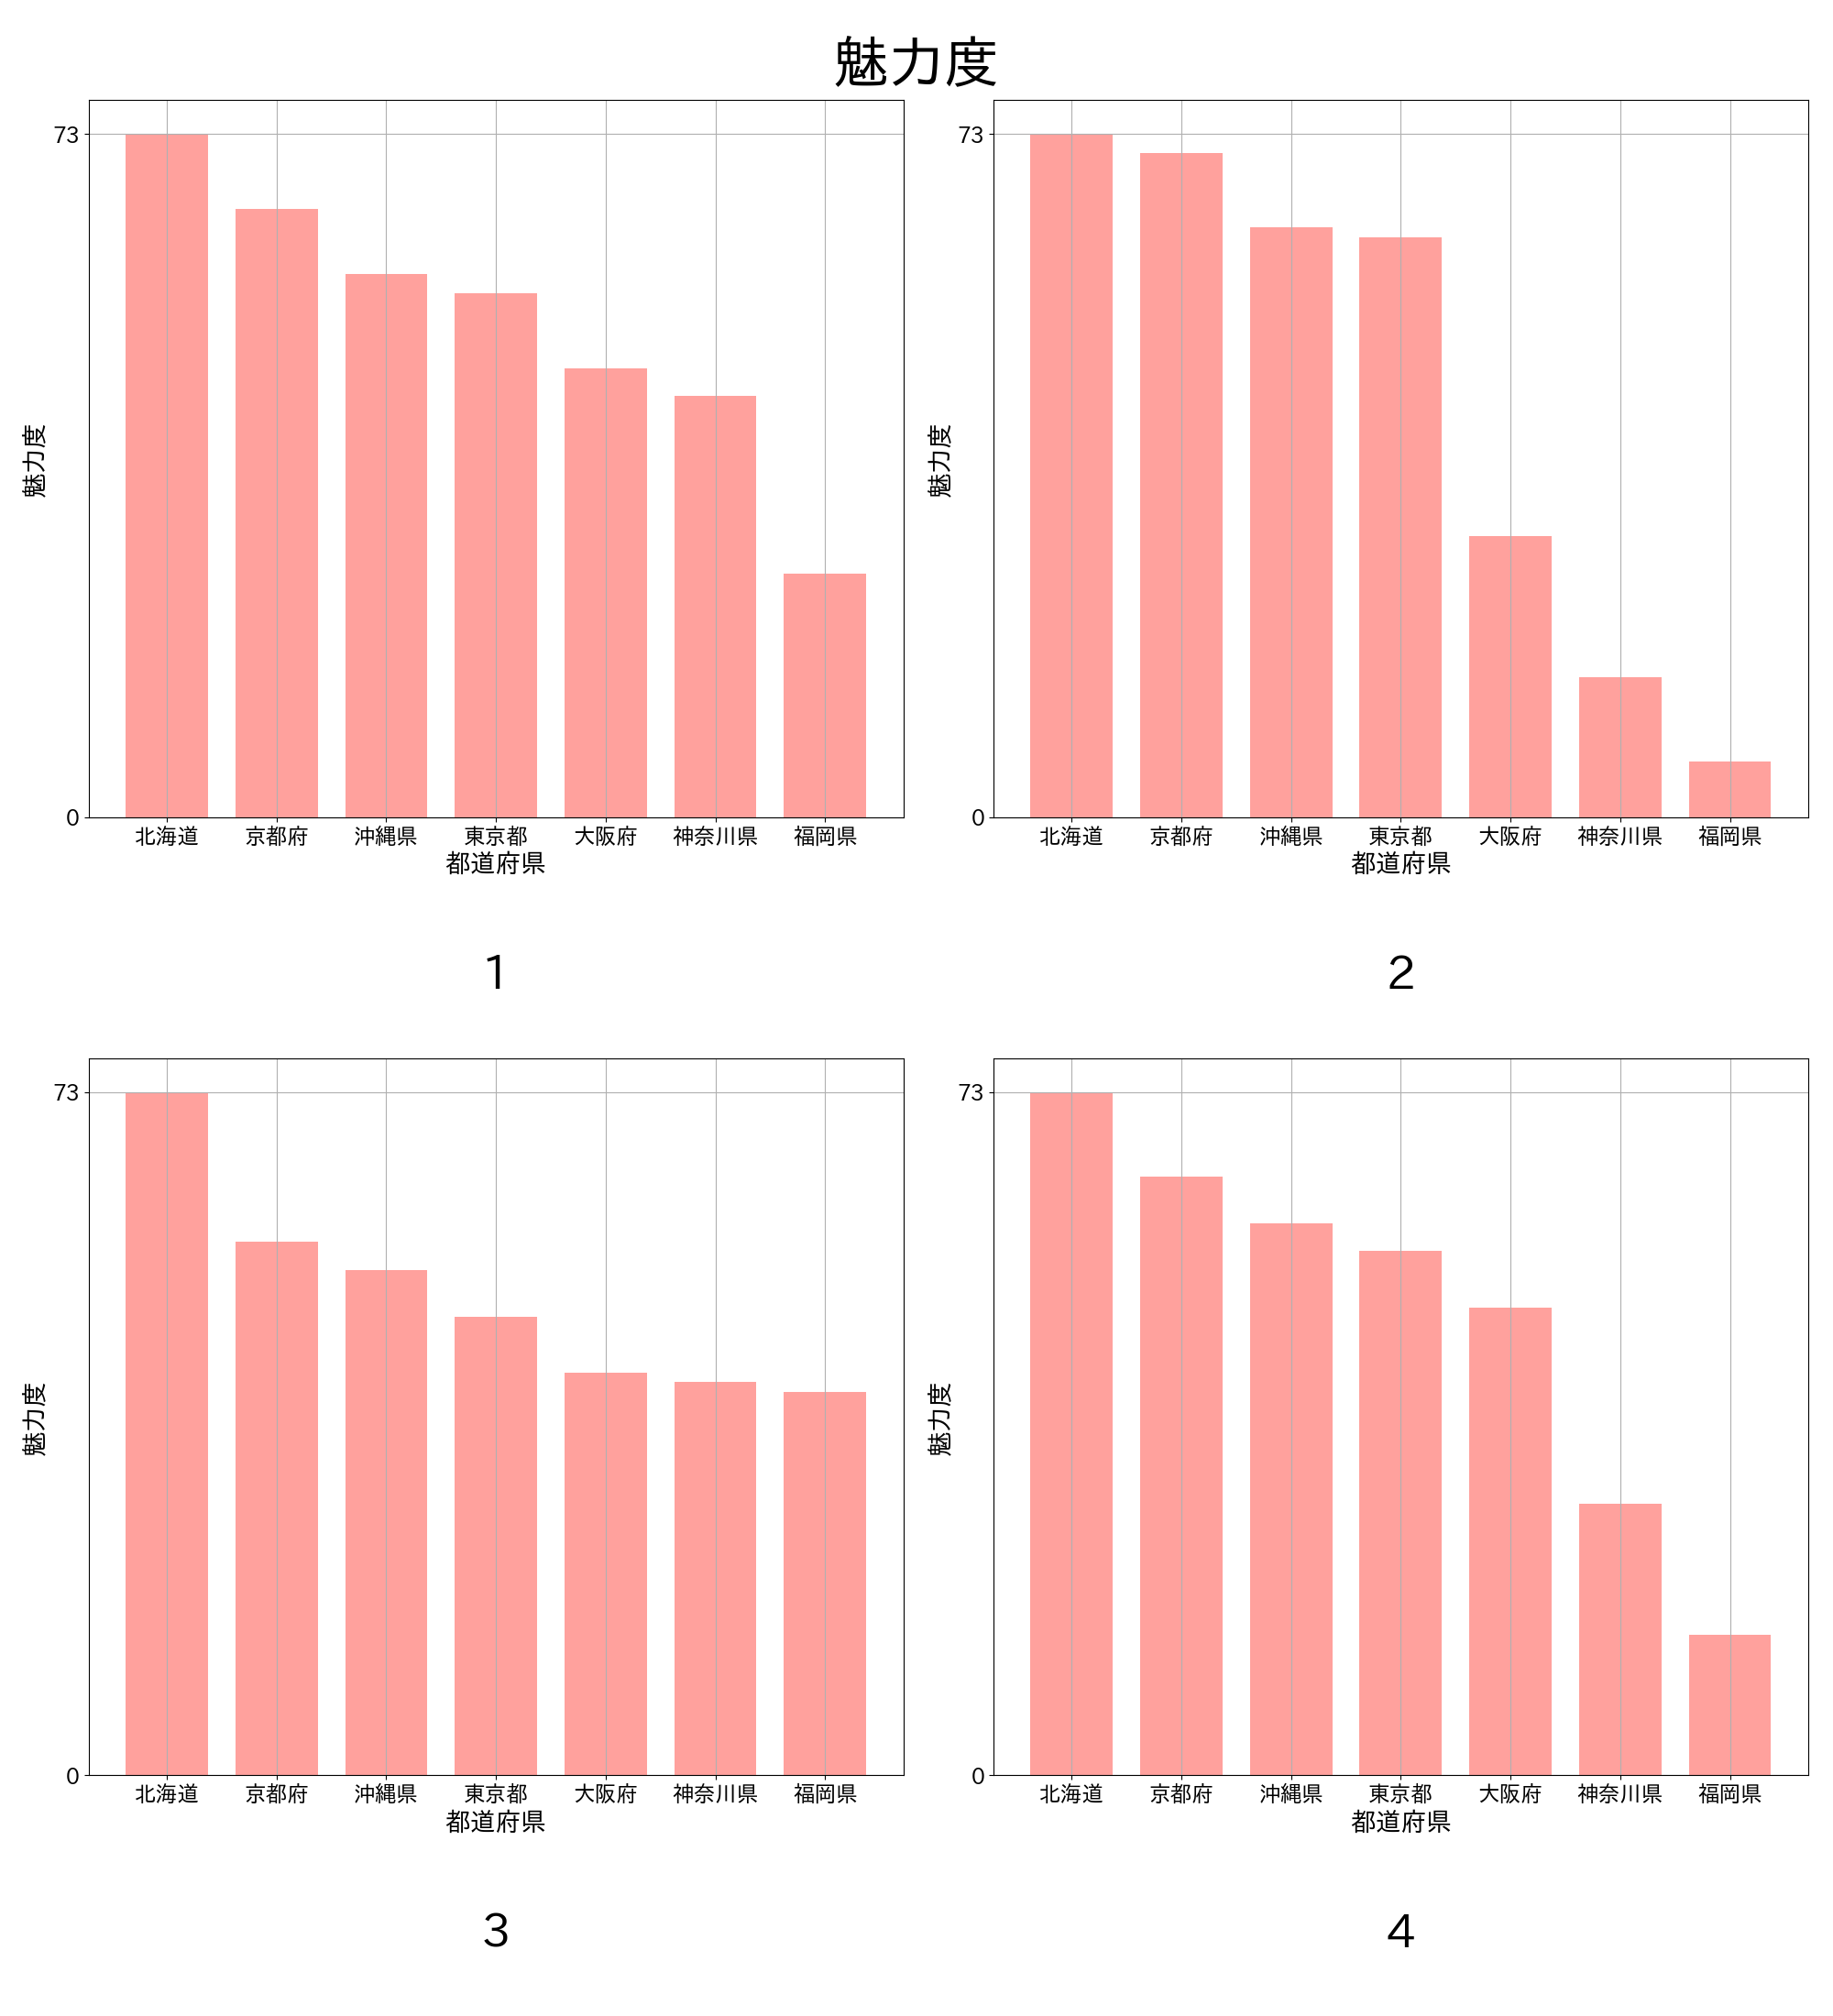 魅力度
73
0
魅力度
北海道 京都府 沖縄県 東京都 大阪府 神奈川県 福岡県
都道府県
1
73
0
魅力度
北海道 京都府 沖縄県 東京都 大阪府 神奈川県 福岡県
都道府県
2
73
0
魅力度
北海道 京都府 沖縄県 東京都 大阪府 神奈川県 福岡県
都道府県
3
73
0
魅力度
北海道 京都府 沖縄県 東京都 大阪府 神奈川県 福岡県
都道府県
4